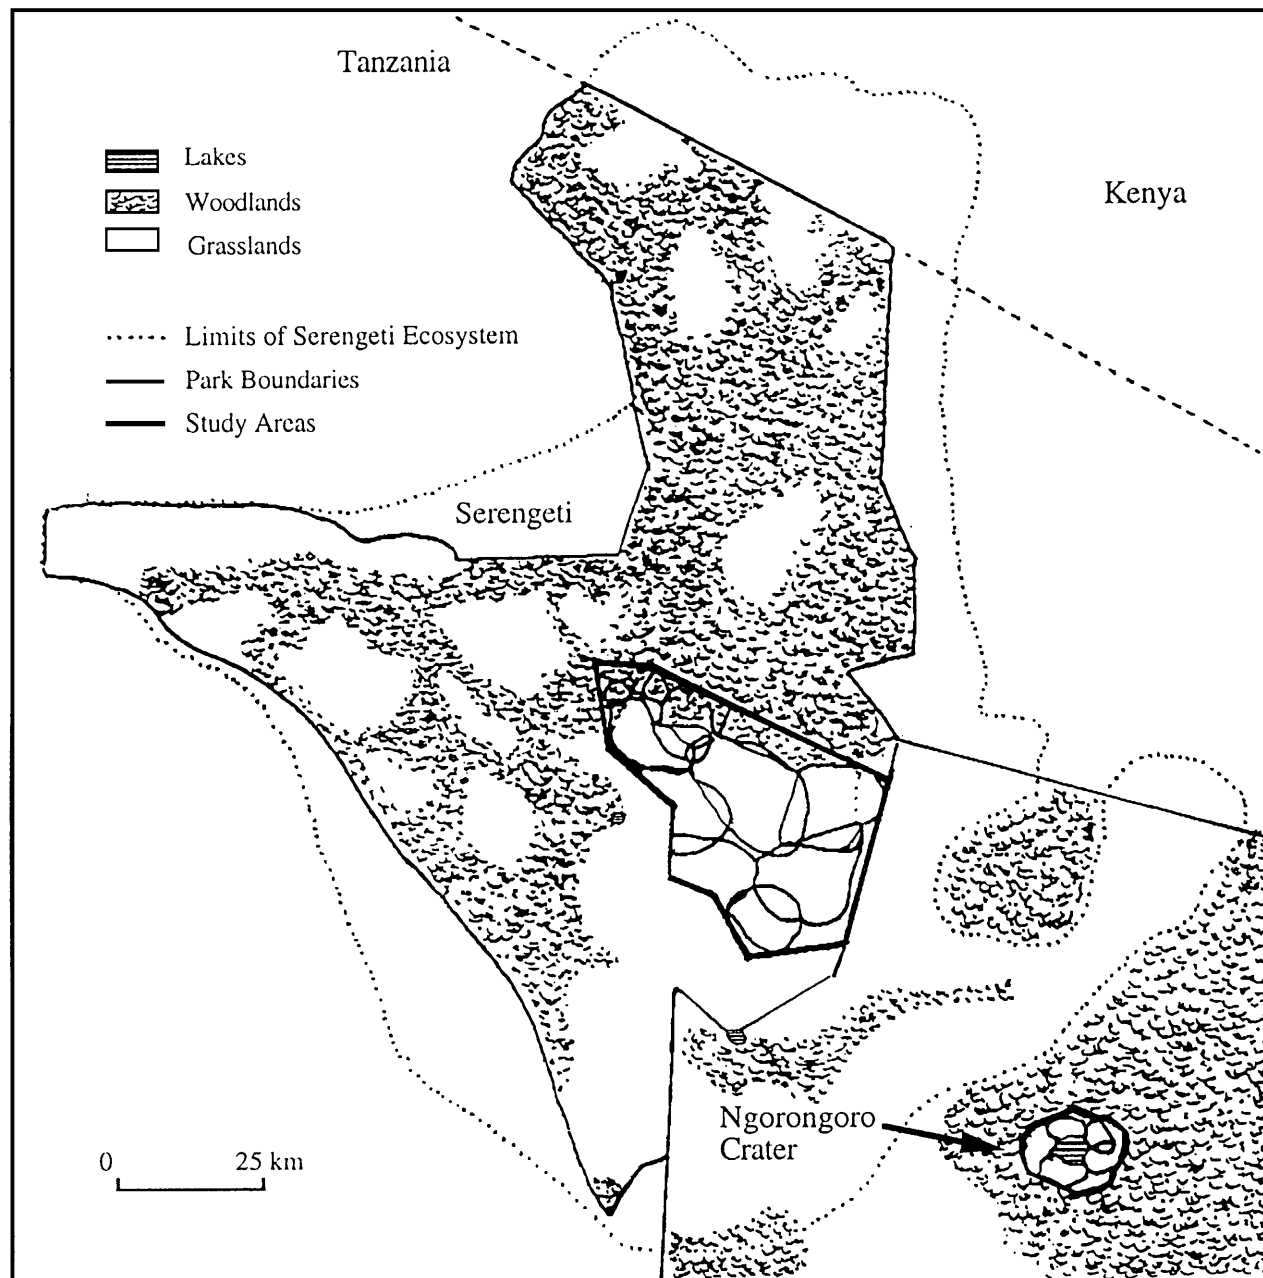 Tanzania
Kenya
Lakes
Woodlands
Grasslands
Limits of Serengeti Ecosystem
Park Boundaries
Study Areas
Serengeti
Ngorongoro
Crater
0 25 km